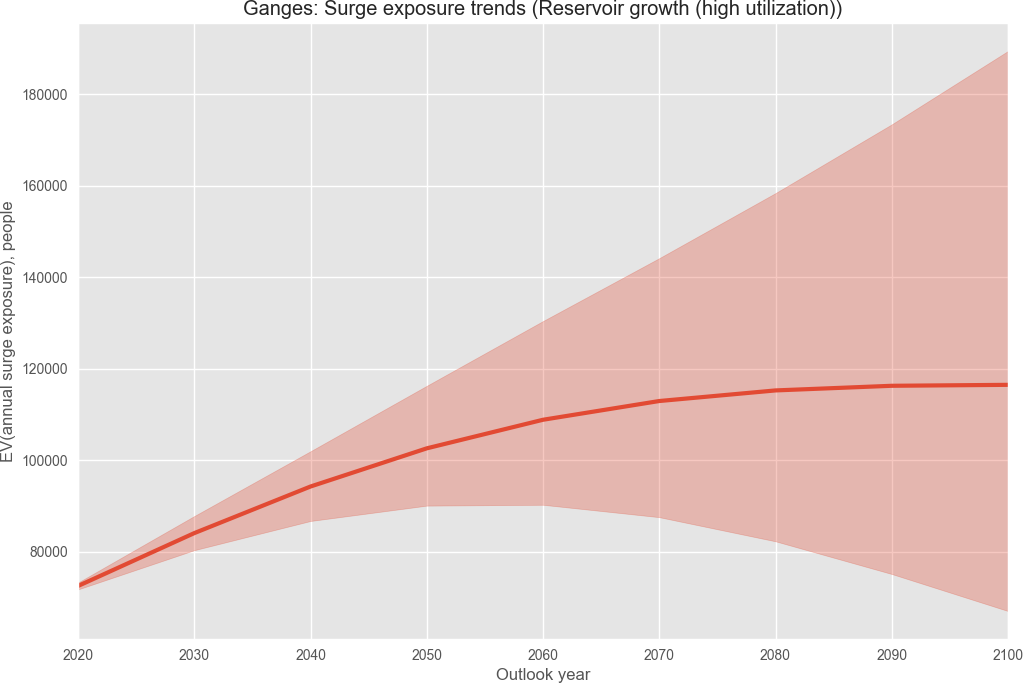 Ganges: Surge exposure trends (Reservoir growth (high utilization))
EV(annual surge exposure), people
180000
160000
140000
120000
100000
80000
2020 2030 2040 2050 2060 2070 2080 2090 2100
Outlook year